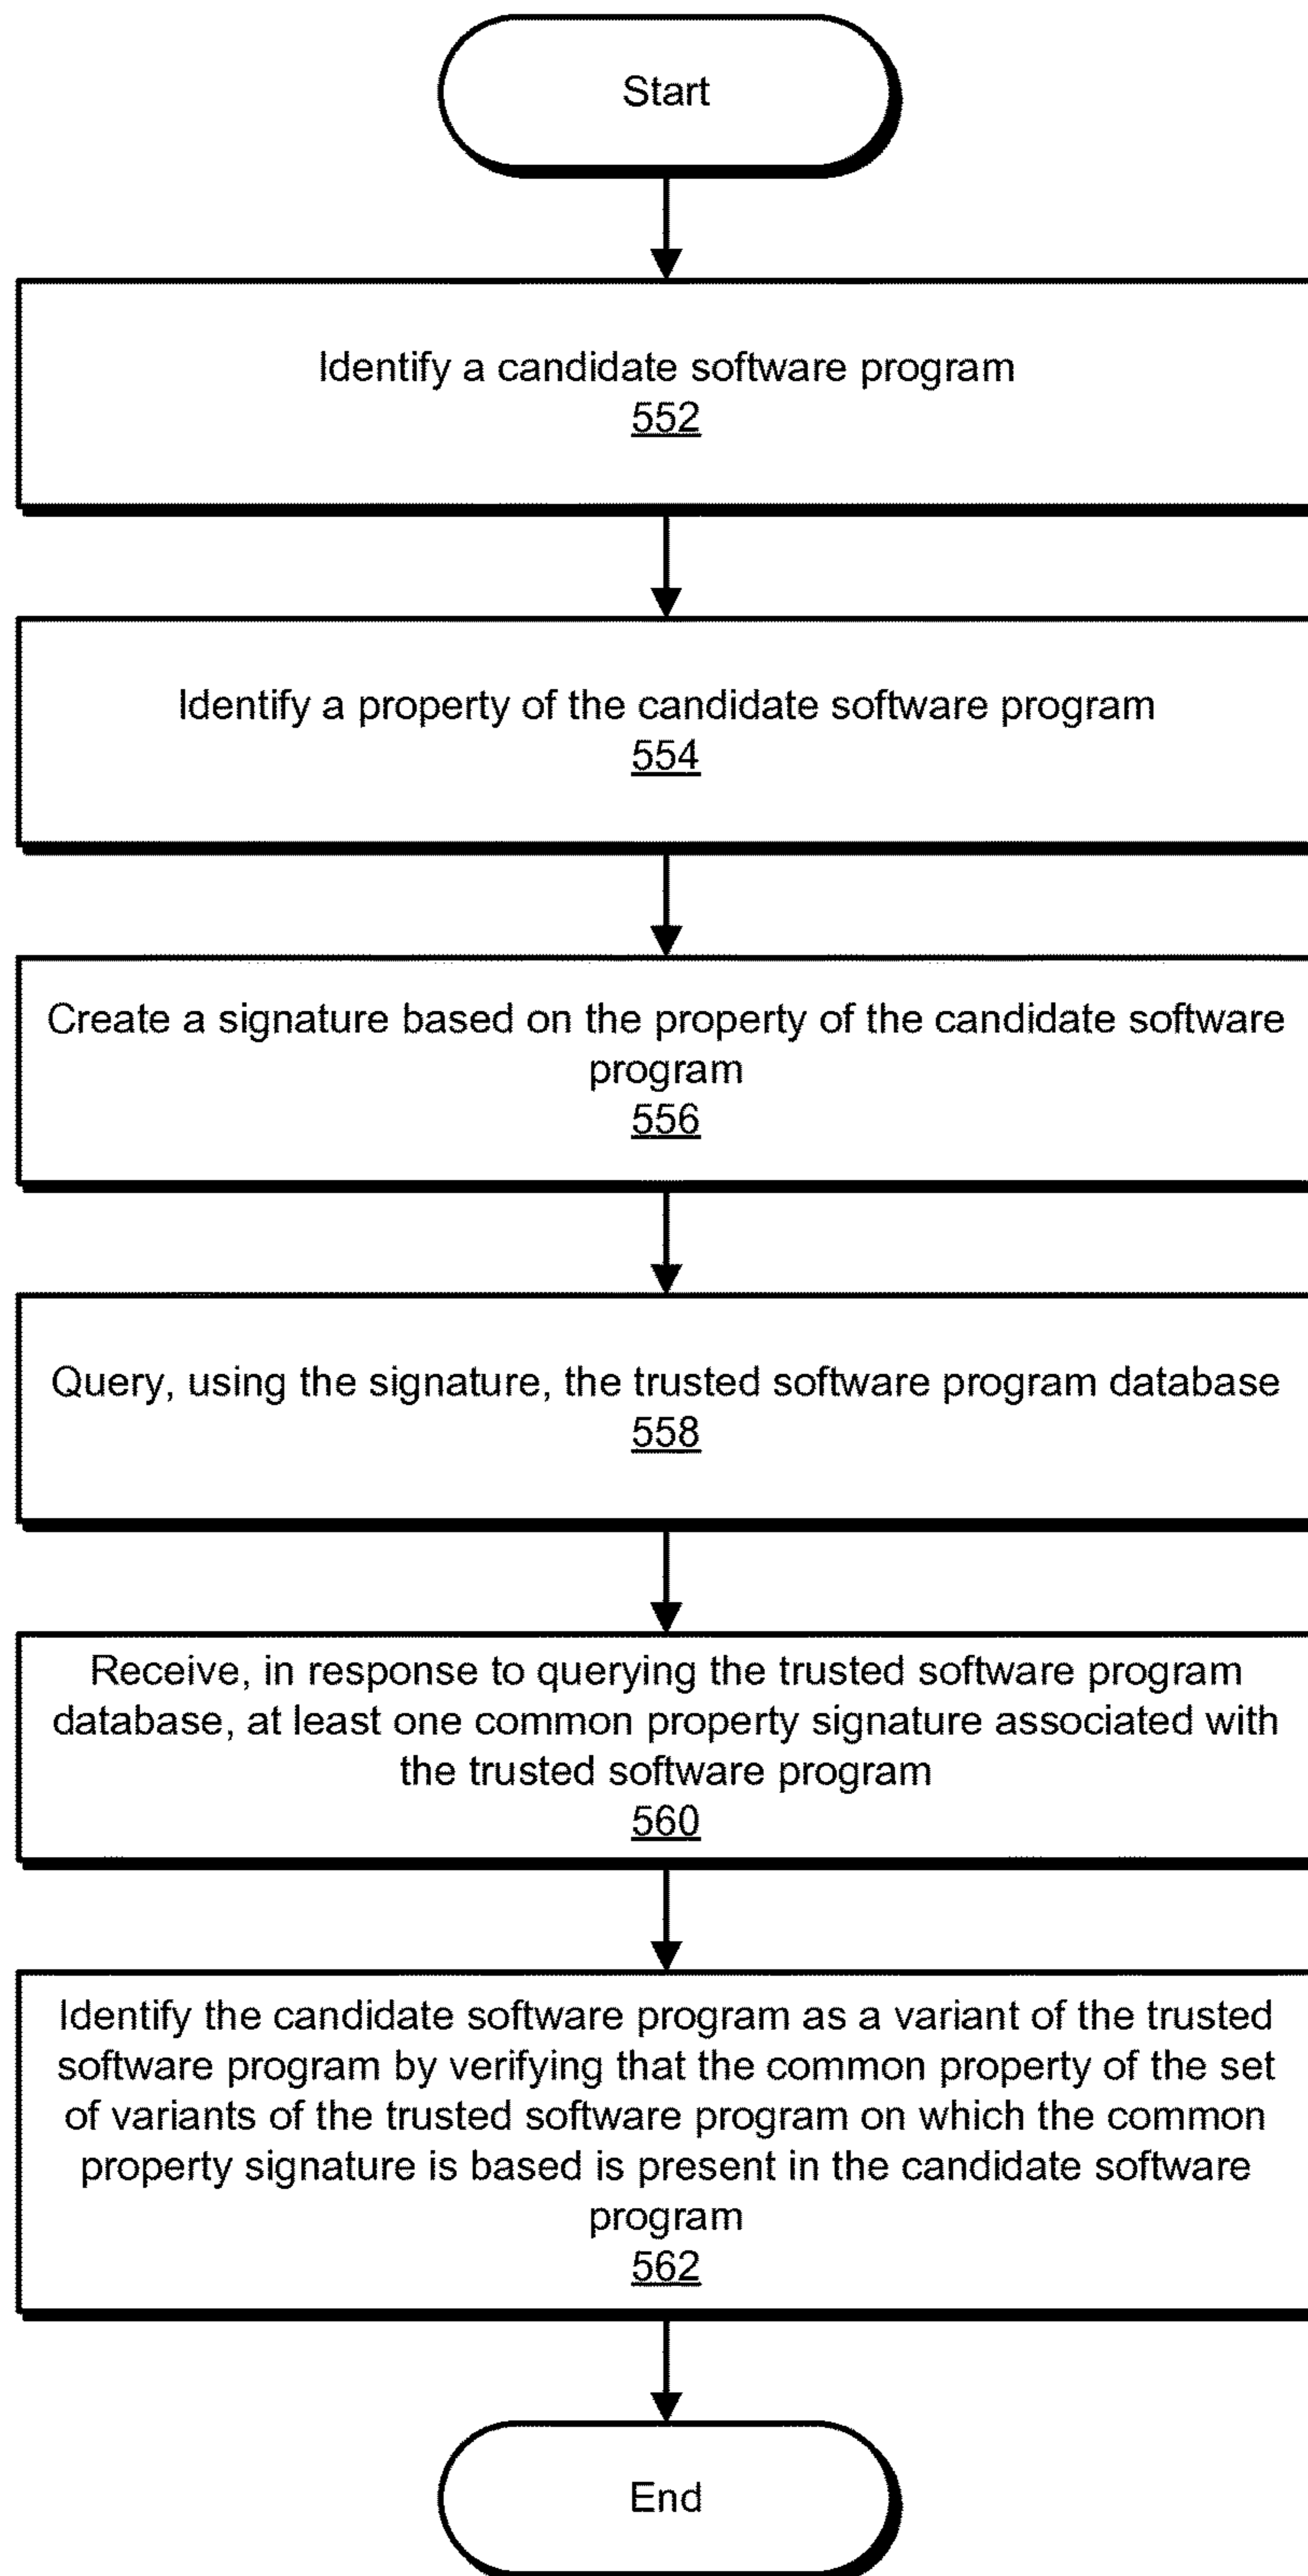 Start
Identify a candidate software program
552
Identify a property of the candidate software program
554
Create a signature based on the property of the candidate software
program
556
Query, using the signature, the trusted software program database
558
Receive, in response to querying the trusted software program
database, at least one common property signature associated with
the trusted software program
560
Identify the candidate software program as a variant of the trusted
software program by verifying that the common property of the set
of variants of the trusted software program on which the common
property signature is based is present in the candidate software
program
562
End